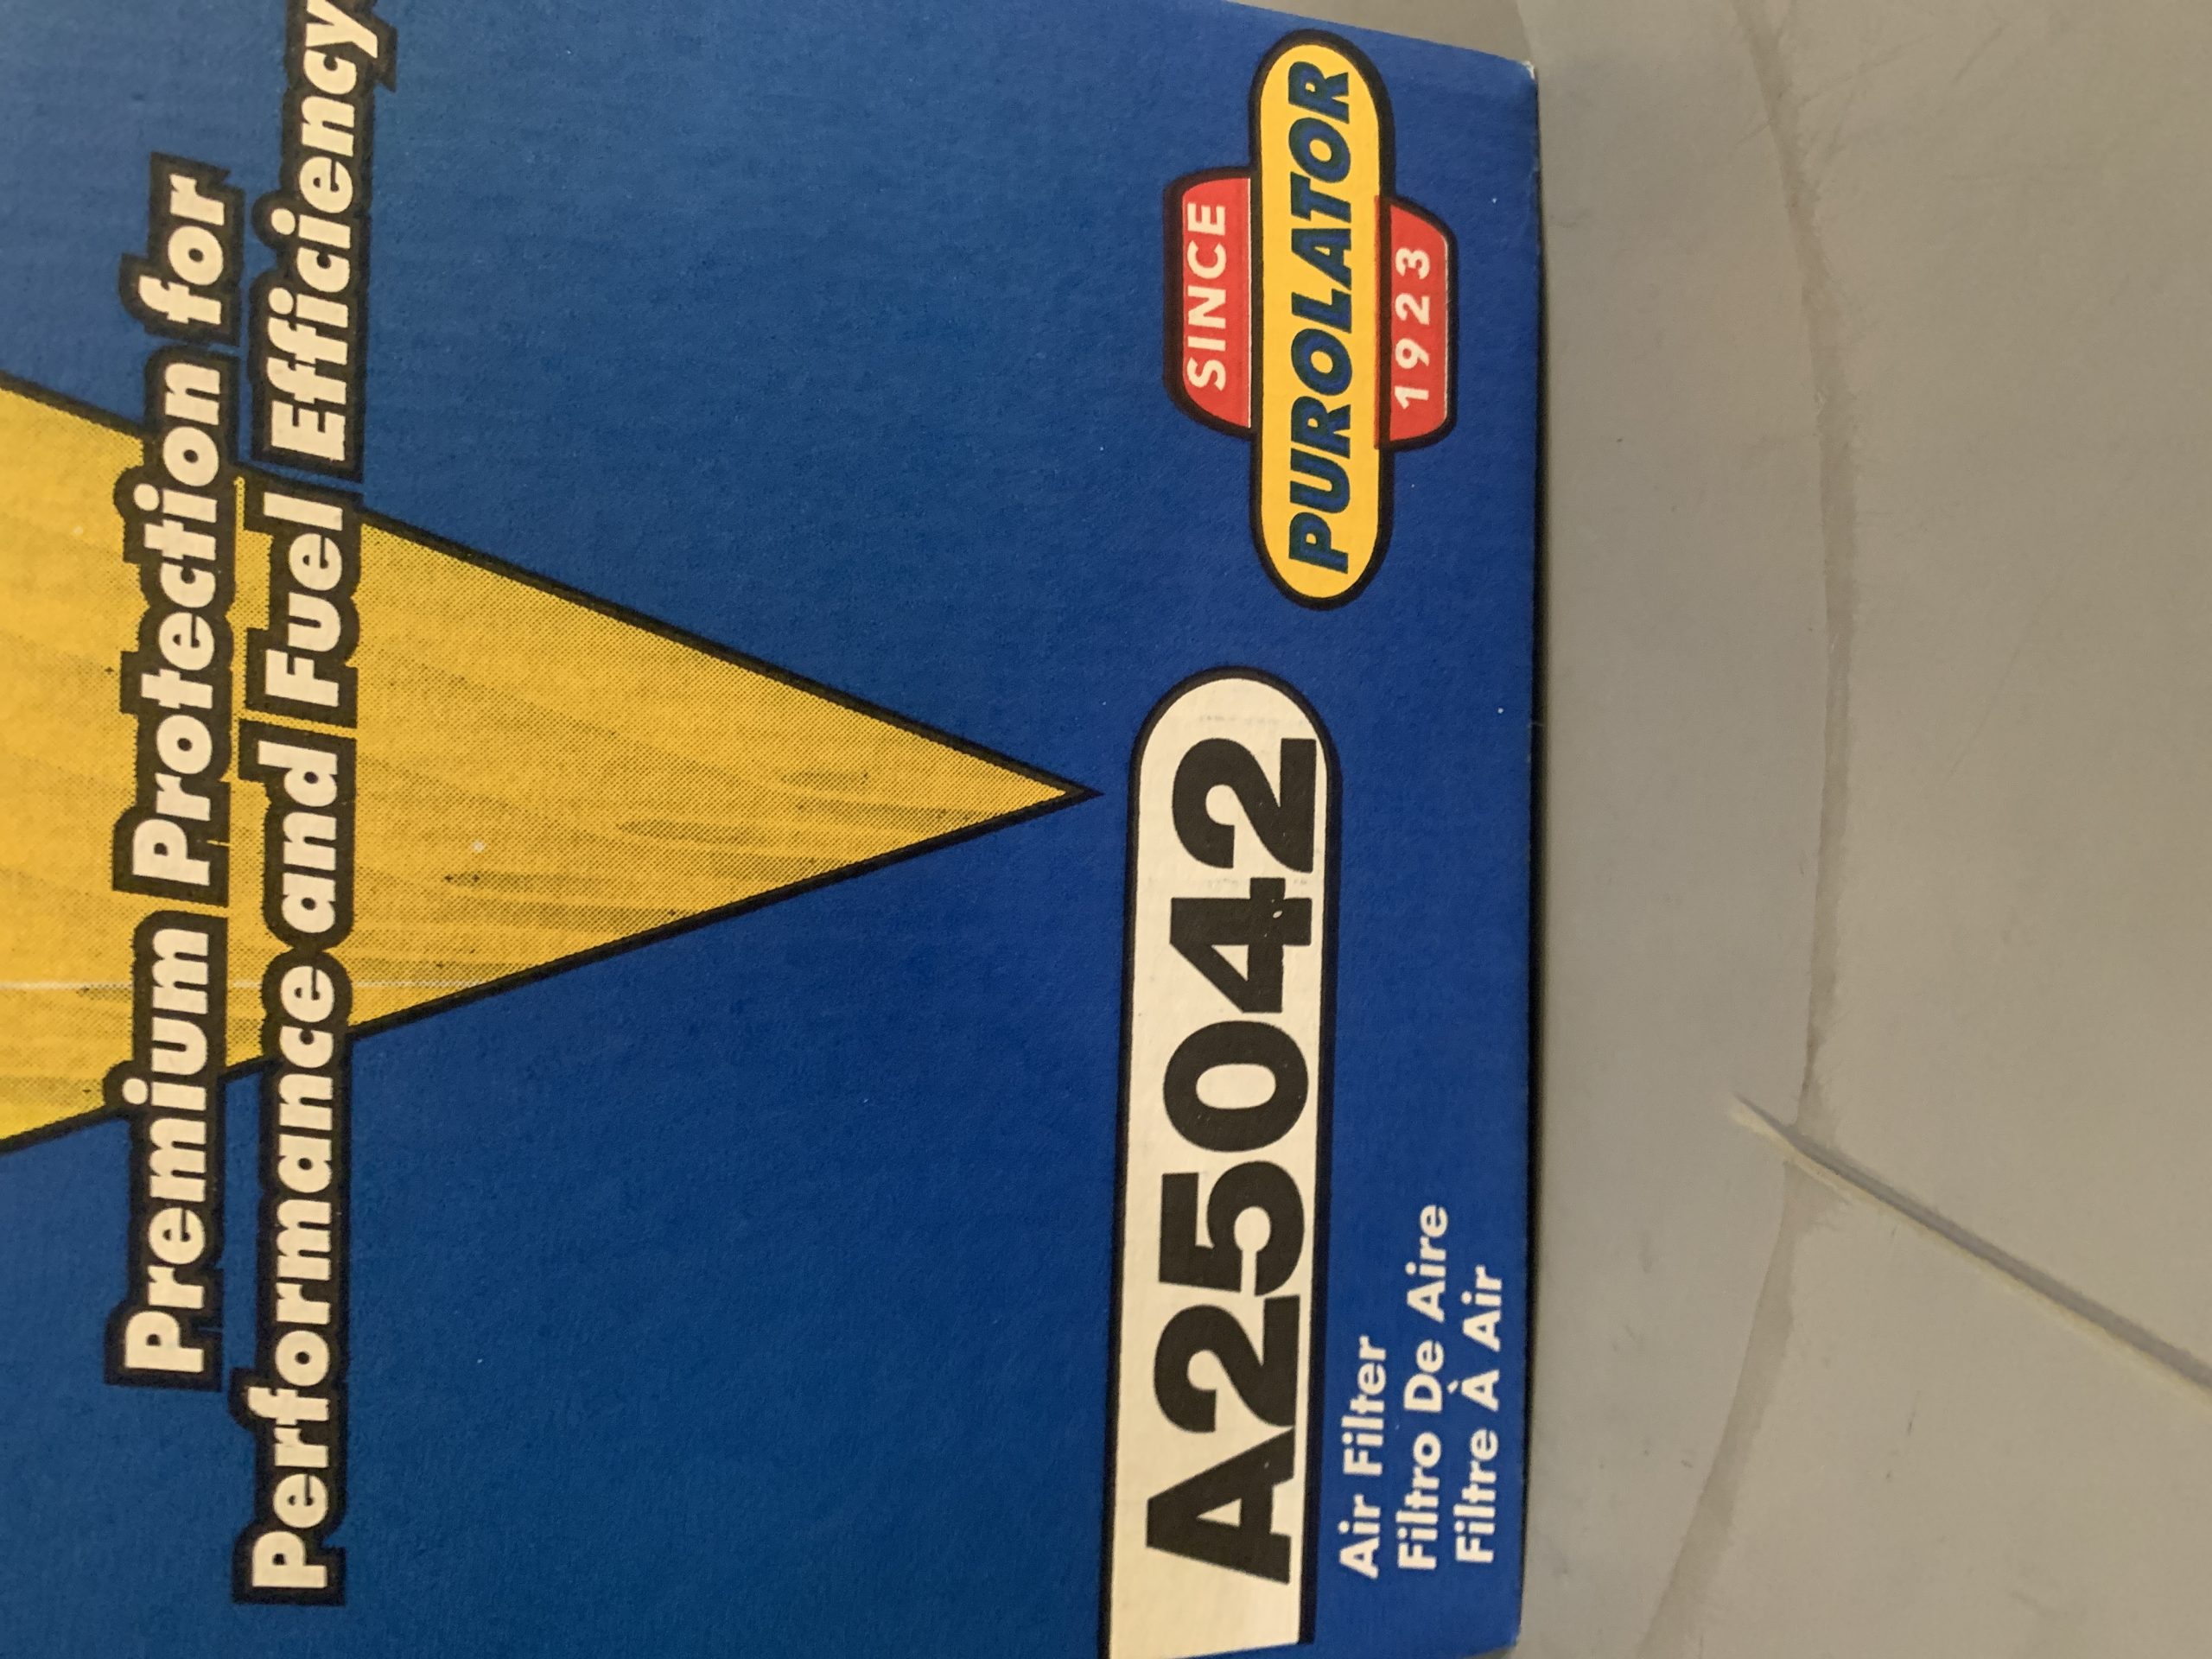 Premium Protection for
Performance and Fuel Efficiency
A25042
Air Filter
Filtro De Aire
Filtre À Air
SINCE
PUROLATOR
1923